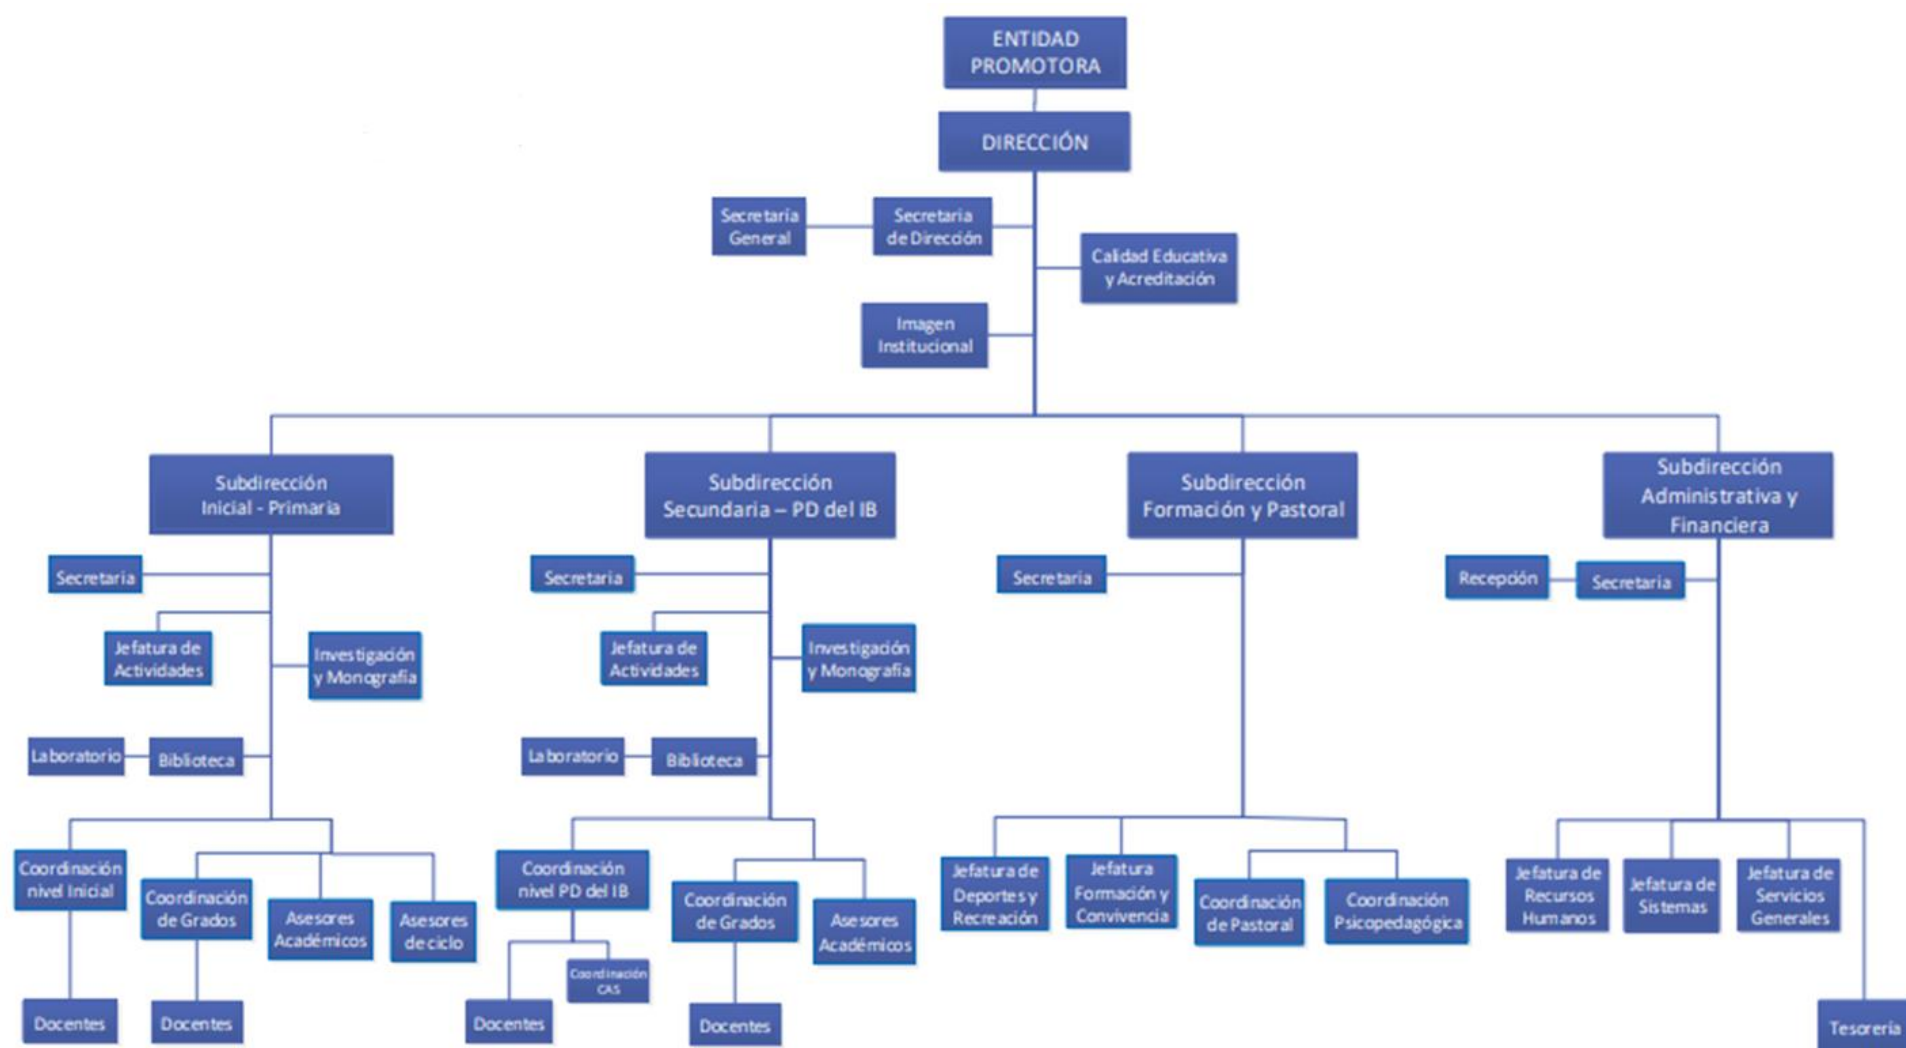 ENTIDAD
PROMOTORA
DIRECCIÓN
Secretaría
General
Secretaria
de Dirección
Calidad Educativa
y Acreditación
Imagen
Institucional
Subdirección
Inicial - Primaria
Subdirección
Secundaria – PD del IB
Subdirección
Formación y Pastoral
Subdirección
Administrativa y
Financiera
Secretaria
Jefatura de
Actividades
Investigación
y Monografía
Laboratorio
Biblioteca
Secretaria
Jefatura de
Actividades
Investigación
y Monografía
Laboratorio
Biblioteca
Secretaria
Recepción
Secretaria
Coordinación
nivel Inicial
Coordinación
de Grados
Asesores
Académicos
Asesores
de ciclo
Docentes
Docentes
Coordinación
nivel PD del IB
Coordinación
de Grados
Asesores
Académicos
Coordinación
CAS
Docentes
Docentes
Jefatura de
Deportes y
Recreación
Jefatura
Formación y
Convivencia
Coordinación
de Pastoral
Coordinación
Psicopedagógica
Jefatura de
Recursos
Humanos
Jefatura de
Sistemas
Jefatura de
Servicios
Generales
Tesorería